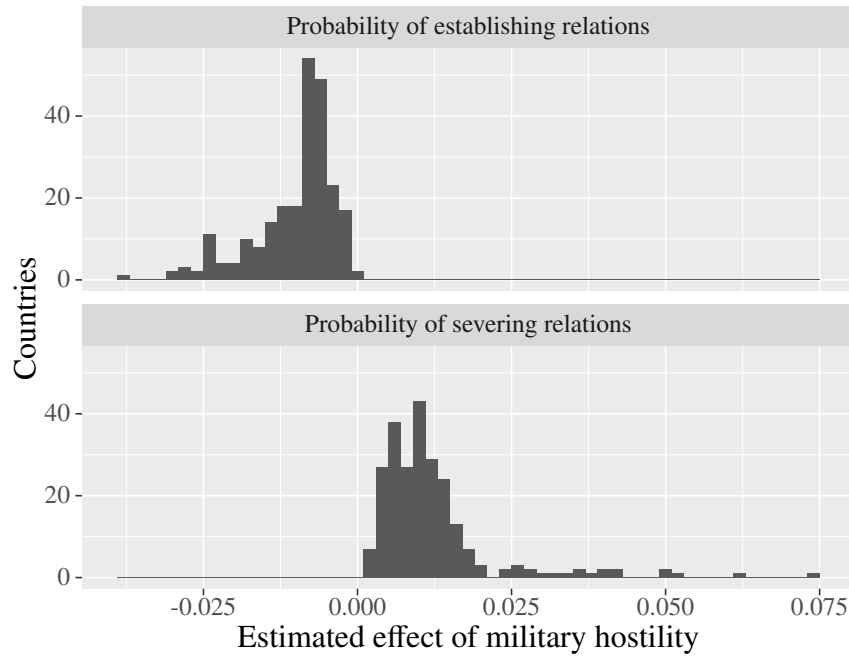 Probability of establishing relations
40
20
0
Probability of severing relations
40
20
0
Countries
-0.025 0.000 0.025 0.050 0.075
Estimated effect of military hostility